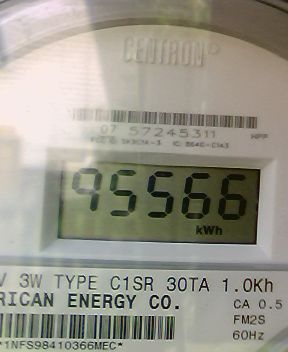 CENTRON®
07 57245311 HPP
95566
kWh
V 3W TYPE C1SR 30TA 1.0Kh
RICAN ENERGY CO. CA 0.5
FM2S
*1NFS98410366MEC* 60Hz